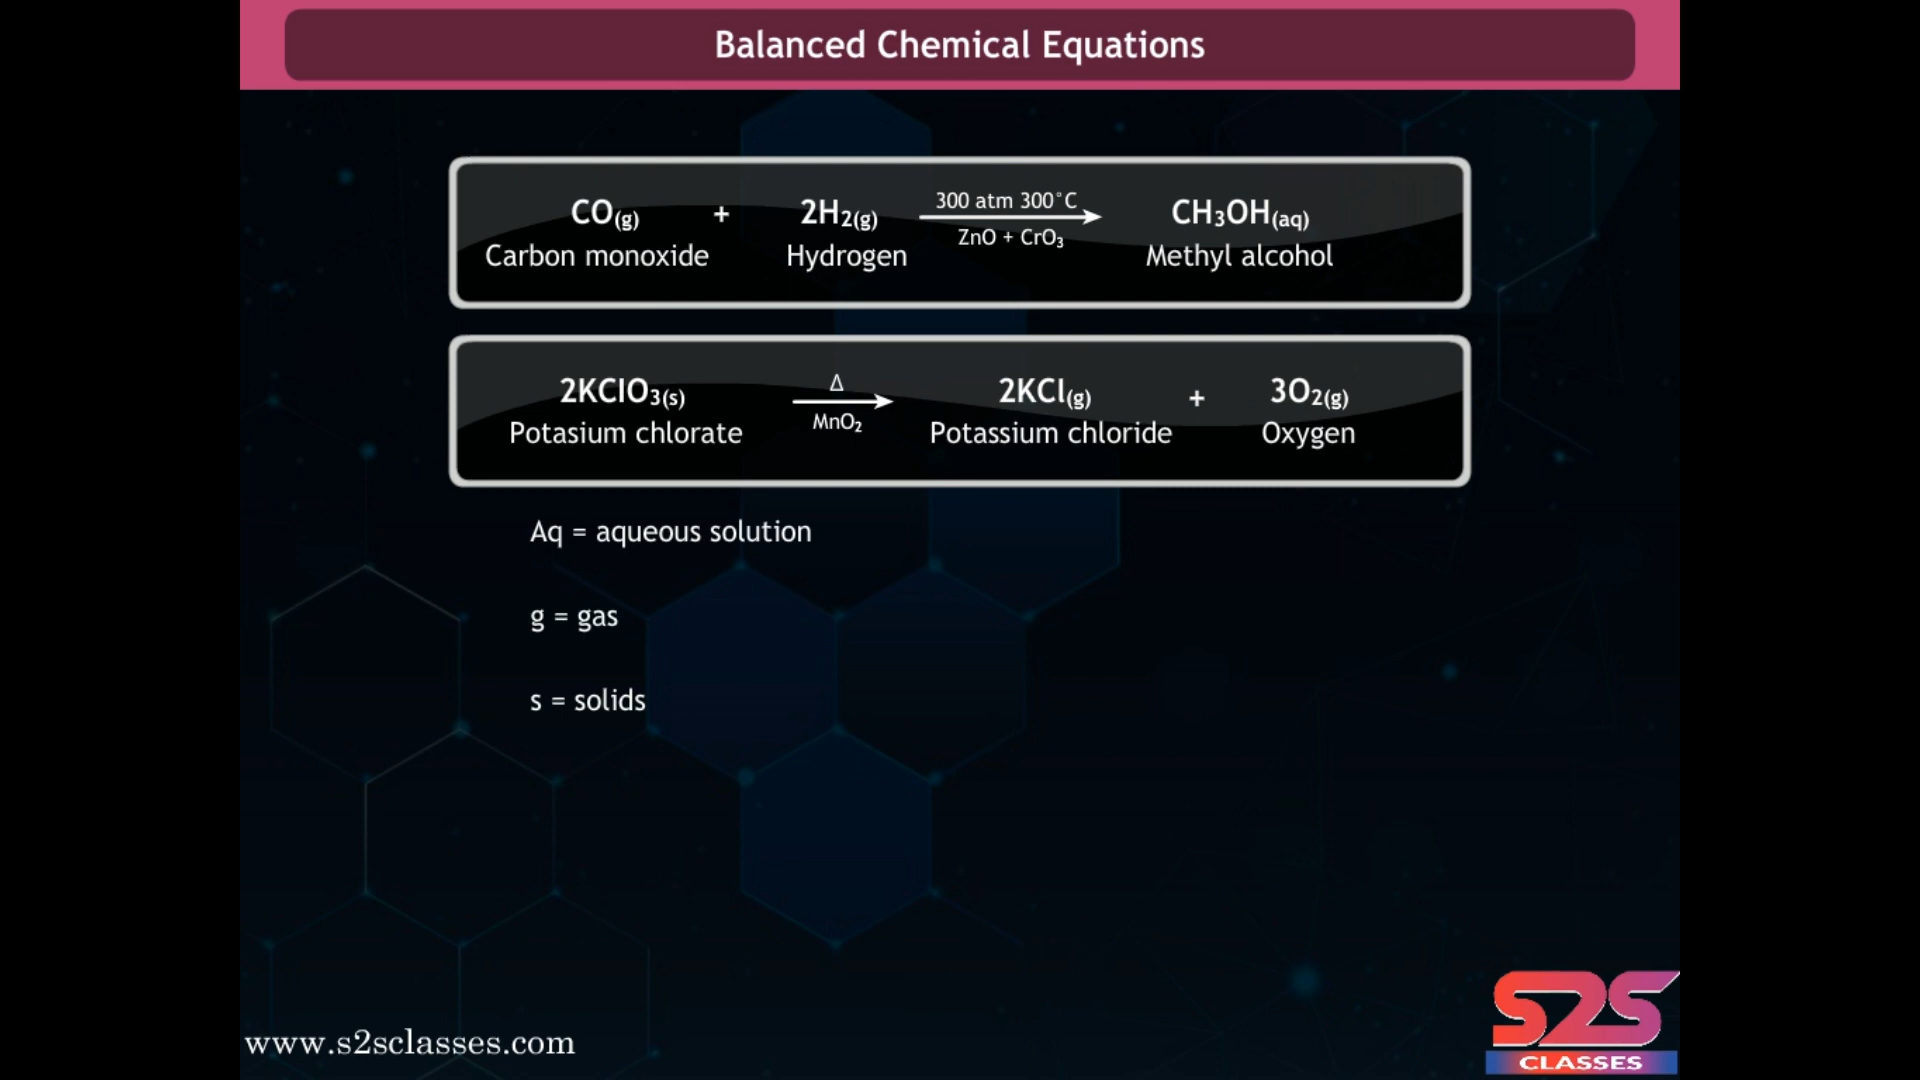 Balanced Chemical Equations
CO(g) + 2H₂(g) 300 atm 300°C CH₃OH(aq)
ZnO + CrO₃
Carbon monoxide Hydrogen Methyl alcohol
2KClO₃(s) Δ 2KCl(g) + 3O₂(g)
MnO₂
Potasium chlorate Potassium chloride Oxygen
Aq = aqueous solution
g = gas
s = solids
www.s2sclasses.com
S2S
CLASSES